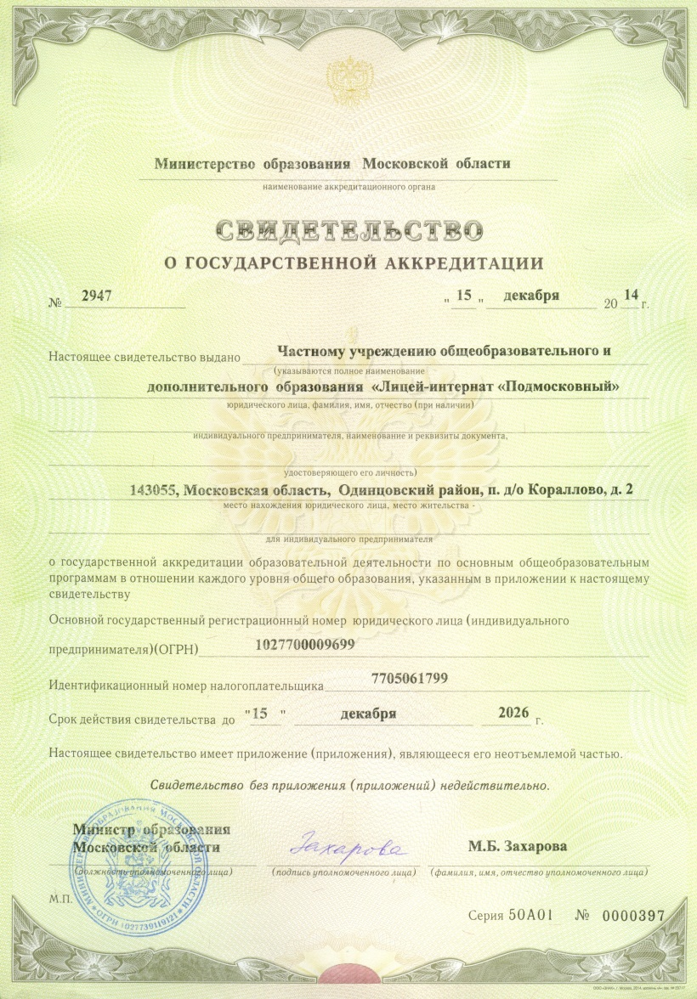 Министерство образования Московской области
наименование аккредитационного органа
СВИДЕТЕЛЬСТВО
О ГОСУДАРСТВЕННОЙ АККРЕДИТАЦИИ
№ 2947 " 15 " декабря 20 14 г.
Настоящее свидетельство выдано Частному учреждению общеобразовательного и
(указываются полное наименование
дополнительного образования «Лицей-интернат «Подмосковный»
юридического лица, фамилия, имя, отчество (при наличии)
индивидуального предпринимателя, наименование и реквизиты документа,
удостоверяющего его личность)
143055, Московская область, Одинцовский район, п. д/о Кораллово, д. 2
место нахождения юридического лица, место жительства -
для индивидуального предпринимателя
о государственной аккредитации образовательной деятельности по основным общеобразовательным
программам в отношении каждого уровня общего образования, указанным в приложении к настоящему
свидетельству
Основной государственный регистрационный номер юридического лица (индивидуального
предпринимателя)(ОГРН) 1027700009699
Идентификационный номер налогоплательщика 7705061799
Срок действия свидетельства до "15 " декабря 2026 г.
Настоящее свидетельство имеет приложение (приложения), являющееся его неотъемлемой частью.
Свидетельство без приложения (приложений) недействительно.
Министр образования
Московской области Захарова М.Б. Захарова
(должность уполномоченного лица) (подпись уполномоченного лица) (фамилия, имя, отчество уполномоченного лица)
МИНИСТЕРСТВО ОБРАЗОВАНИЯ МОСКОВСКОЙ ОБЛАСТИ
* ОГРН 1027739119121 *
М.П.
Серия 50А01 № 0000397